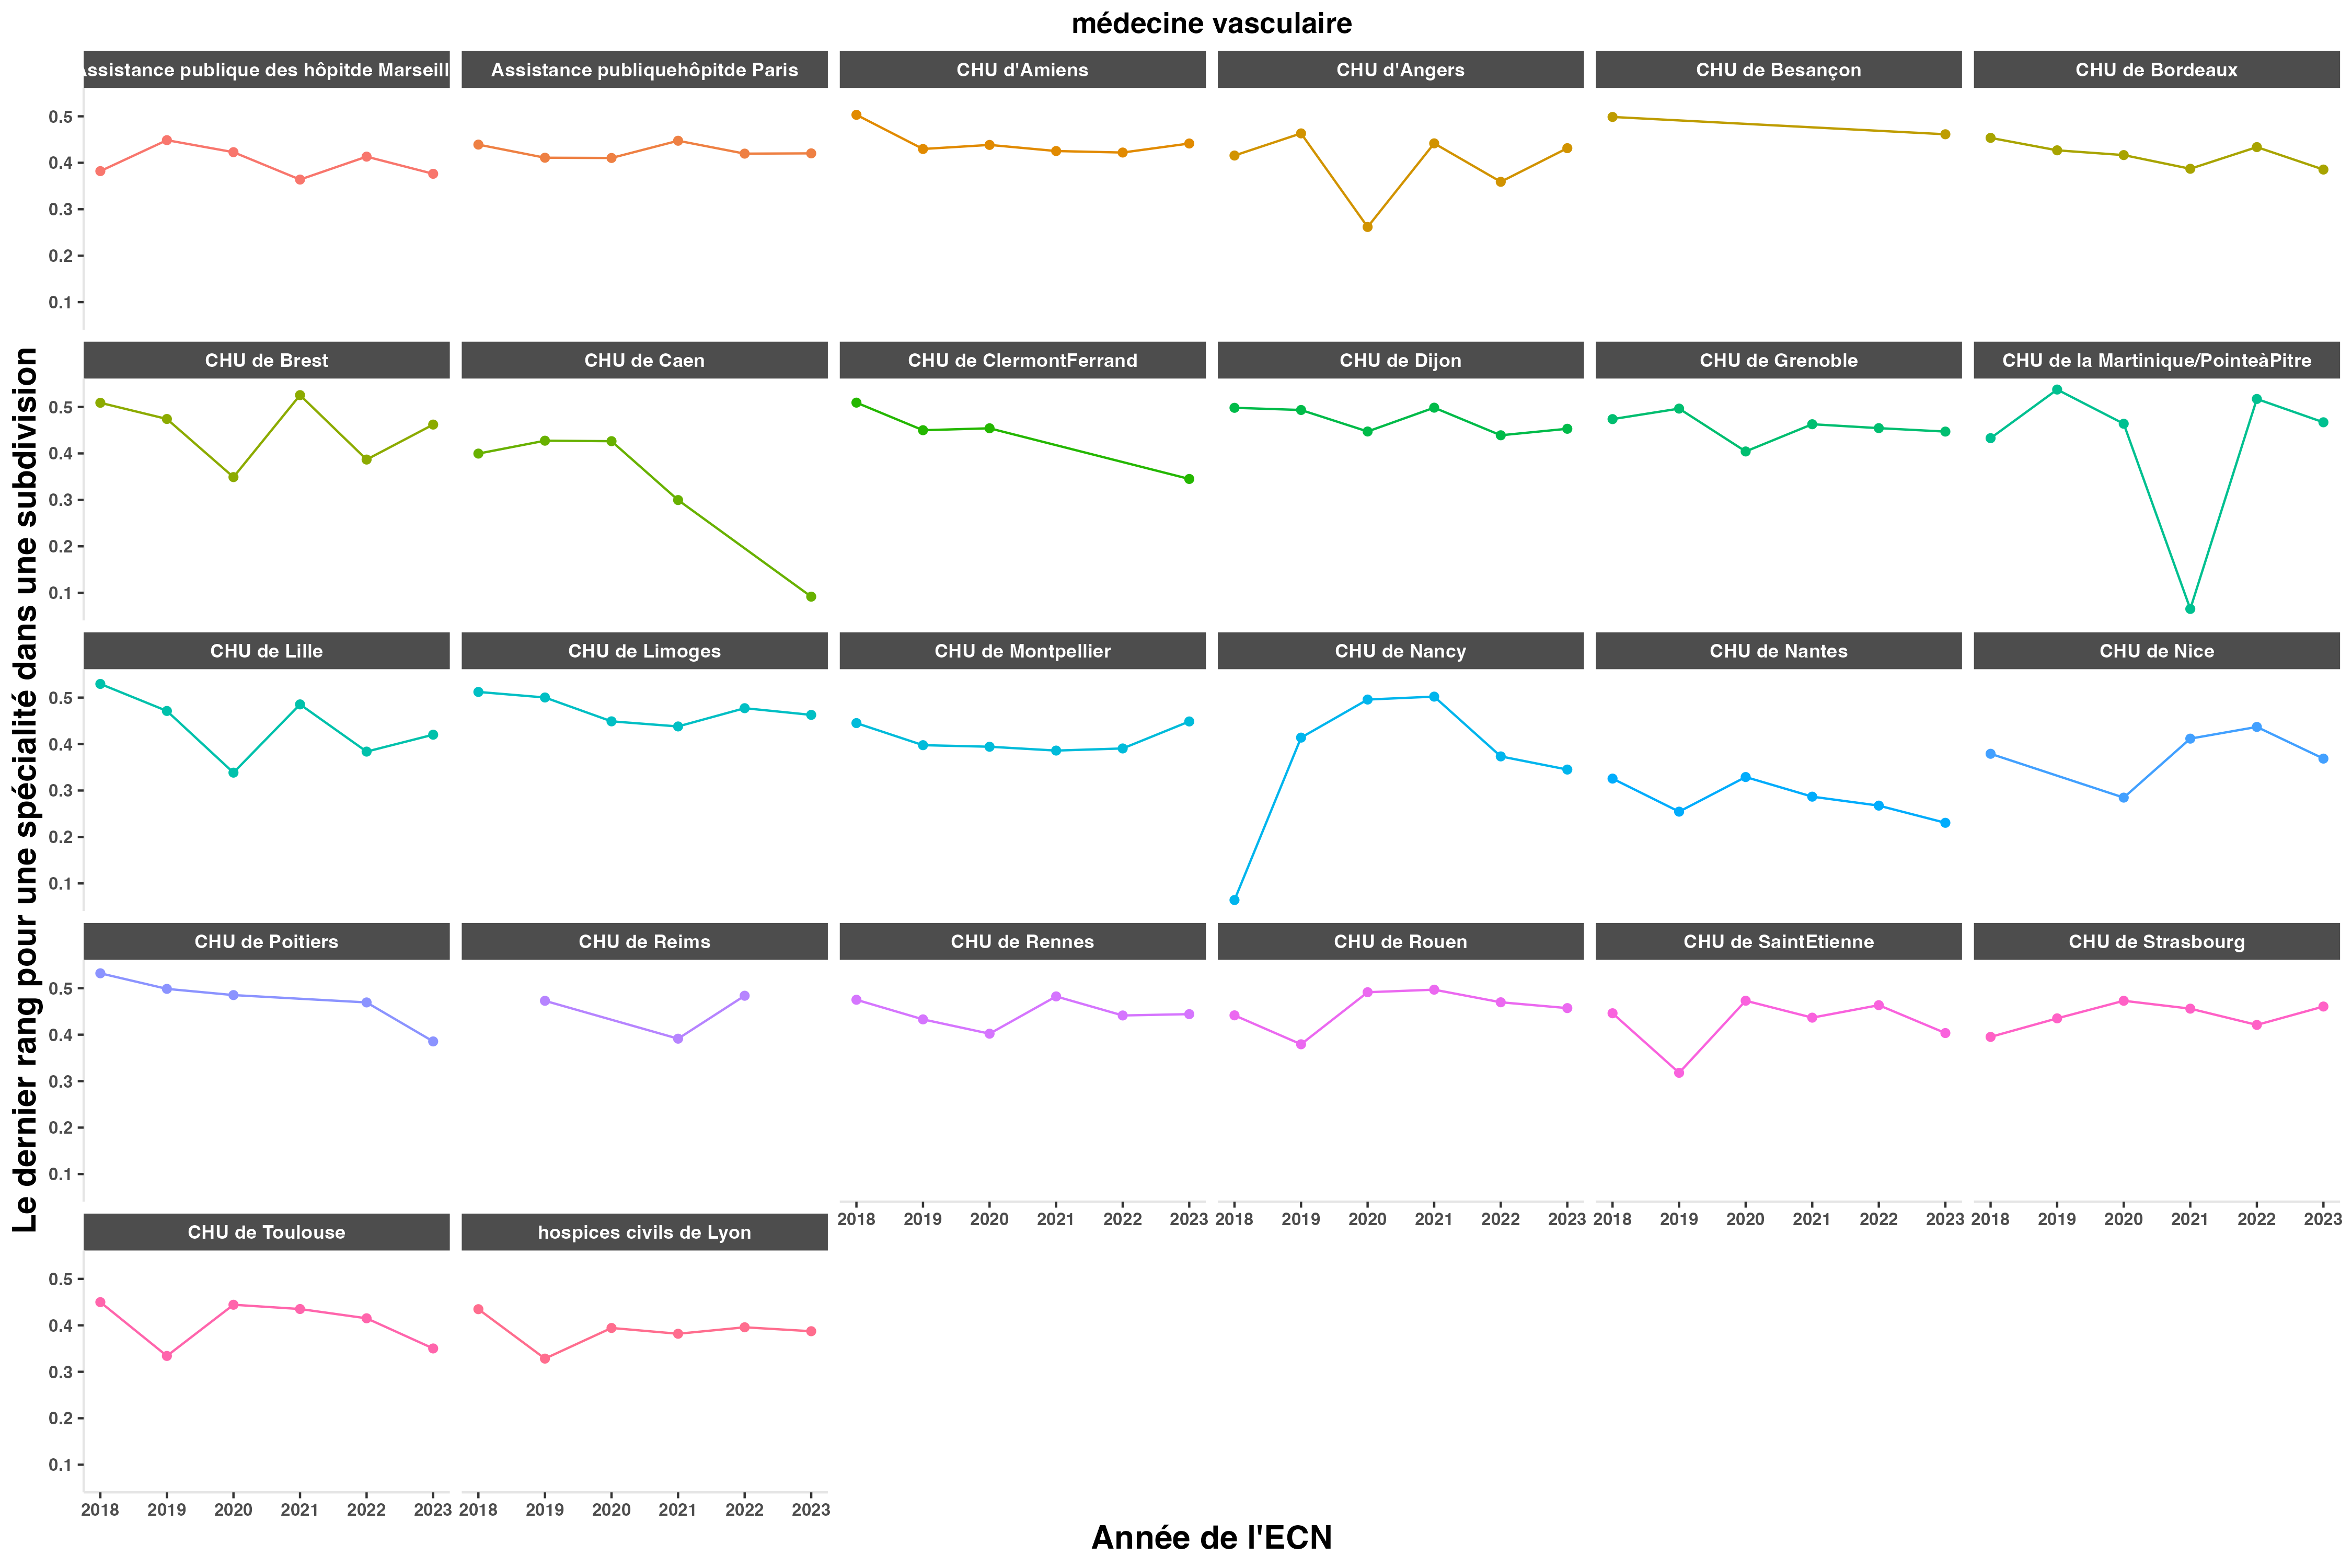 médecine vasculaire
Assistance publique des hôpitde Marseill
Assistance publiquehôpitde Paris
CHU d'Amiens
CHU d'Angers
CHU de Besançon
CHU de Bordeaux
0.5
0.4
0.3
0.2
0.1
CHU de Brest
CHU de Caen
CHU de ClermontFerrand
CHU de Dijon
CHU de Grenoble
CHU de la Martinique/PointeàPitre
0.5
0.4
0.3
0.2
0.1
CHU de Lille
CHU de Limoges
CHU de Montpellier
CHU de Nancy
CHU de Nantes
CHU de Nice
0.5
0.4
0.3
0.2
0.1
CHU de Poitiers
CHU de Reims
CHU de Rennes
CHU de Rouen
CHU de SaintEtienne
CHU de Strasbourg
0.5
0.4
0.3
0.2
0.1
2018 2019 2020 2021 2022 2023
2018 2019 2020 2021 2022 2023
2018 2019 2020 2021 2022 2023
2018 2019 2020 2021 2022 2023
CHU de Toulouse
hospices civils de Lyon
0.5
0.4
0.3
0.2
0.1
2018 2019 2020 2021 2022 2023
2018 2019 2020 2021 2022 2023
Le dernier rang pour une spécialité dans une subdivision
Année de l'ECN